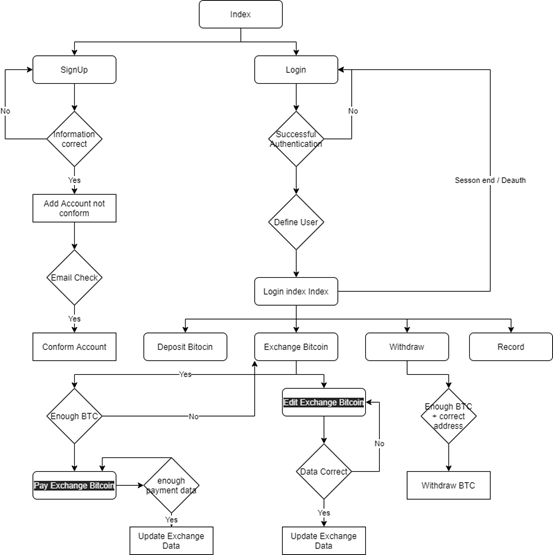 Index
SignUp
Login
No
No
Information
correct
Successful
Authentication
Yes
Sesson end / Deauth
Add Account not
conform
Define User
Email Check
Login index Index
Yes
Conform Account
Deposit Bitocin
Exchange Bitcoin
Withdraw
Record
Yes
Enough BTC
No
Edit Exchange Bitcoin
Enough BTC
+ correct
address
No
Pay Exchange Bitcoin
enough
payment data
Data Correct
Withdraw BTC
Yes
Yes
Update Exchange
Data
Update Exchange
Data